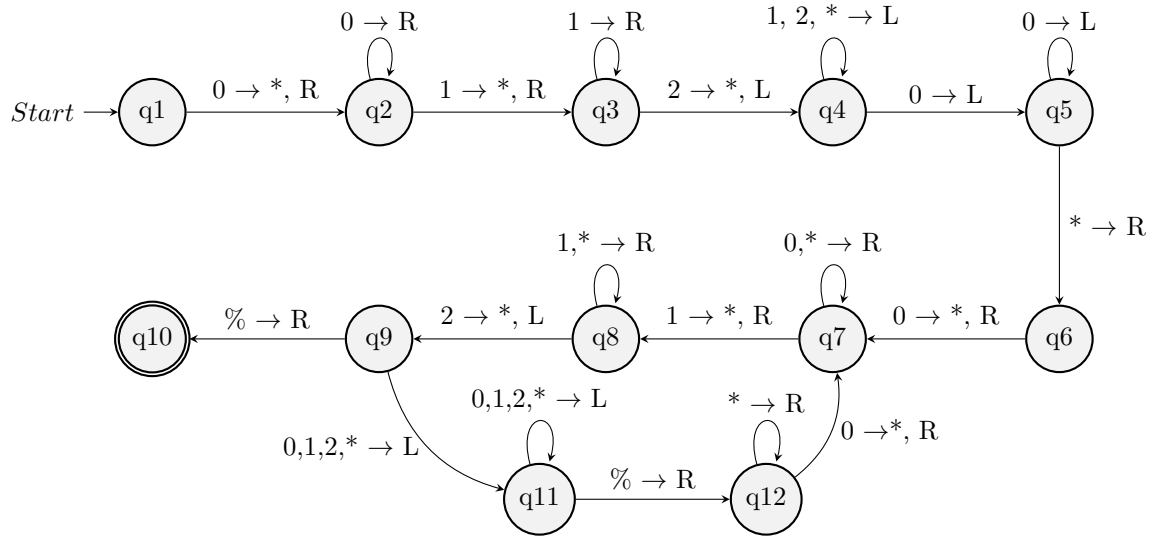 0 → R
1 → R
1, 2, * → L
0 → L
Start
q1
0 → *, R
q2
1 → *, R
q3
2 → *, L
q4
0 → L
q5
* → R
1,* → R
0,* → R
q10
% → R
q9
2 → *, L
q8
1 → *, R
q7
0 → *, R
q6
0,1,2,* → L
* → R
0,1,2,* → L
0 →*, R
q11
% → R
q12